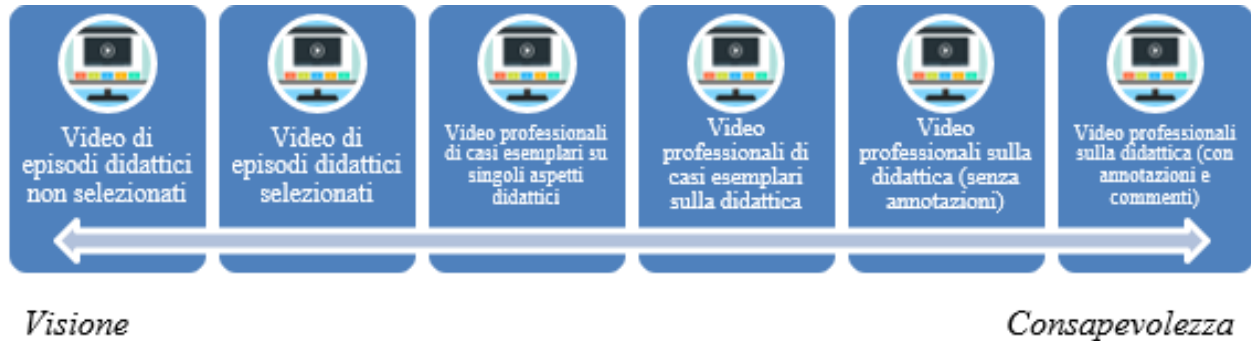 Video di
episodi didattici
non selezionati
Video di
episodi didattici
selezionati
Video professionali
di casi esemplari su
singoli aspetti
didattici
Video
professionali di
casi esemplari
sulla didattica
Video
professionali sulla
didattica (senza
annotazioni)
Video professionali
sulla didattica (con
annotazioni e
commenti)
Visione
Consapevolezza